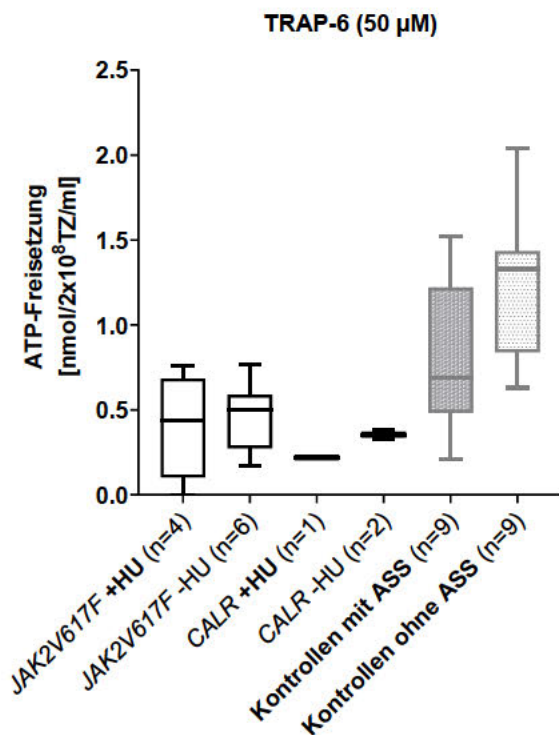 TRAP-6 (50 µM)
ATP-Freisetzung
[nmol/2x10⁸TZ/ml]
2.5
2.0
1.5
1.0
0.5
0.0
JAK2V617F +HU (n=4)
JAK2V617F -HU (n=6)
CALR +HU (n=1)
CALR -HU (n=2)
Kontrollen mit ASS (n=9)
Kontrollen ohne ASS (n=9)